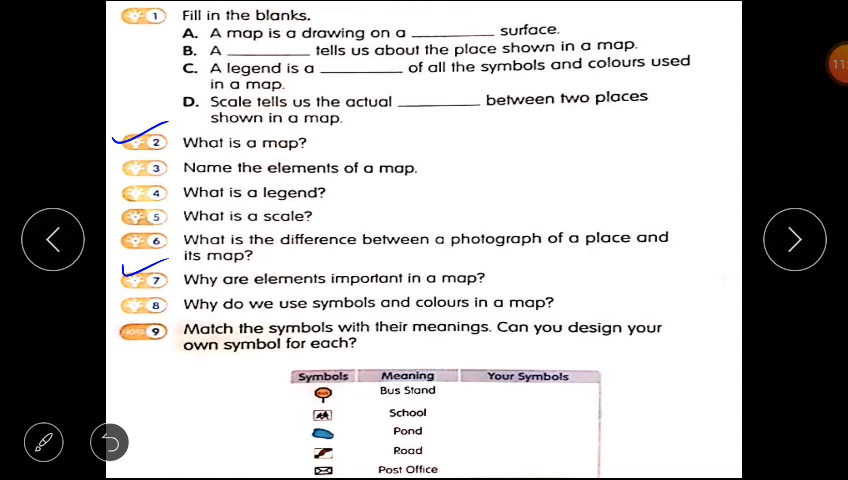 1 Fill in the blanks.
A. A map is a drawing on a __________ surface.
B. A __________ tells us about the place shown in a map.
C. A legend is a __________ of all the symbols and colours used
in a map.
D. Scale tells us the actual __________ between two places
shown in a map.
2 What is a map?
3 Name the elements of a map.
4 What is a legend?
5 What is a scale?
6 What is the difference between a photograph of a place and
its map?
7 Why are elements important in a map?
8 Why do we use symbols and colours in a map?
9 Match the symbols with their meanings. Can you design your
own symbol for each?
Symbols Meaning Your Symbols
Bus Stand
School
Pond
Road
Post Office
11